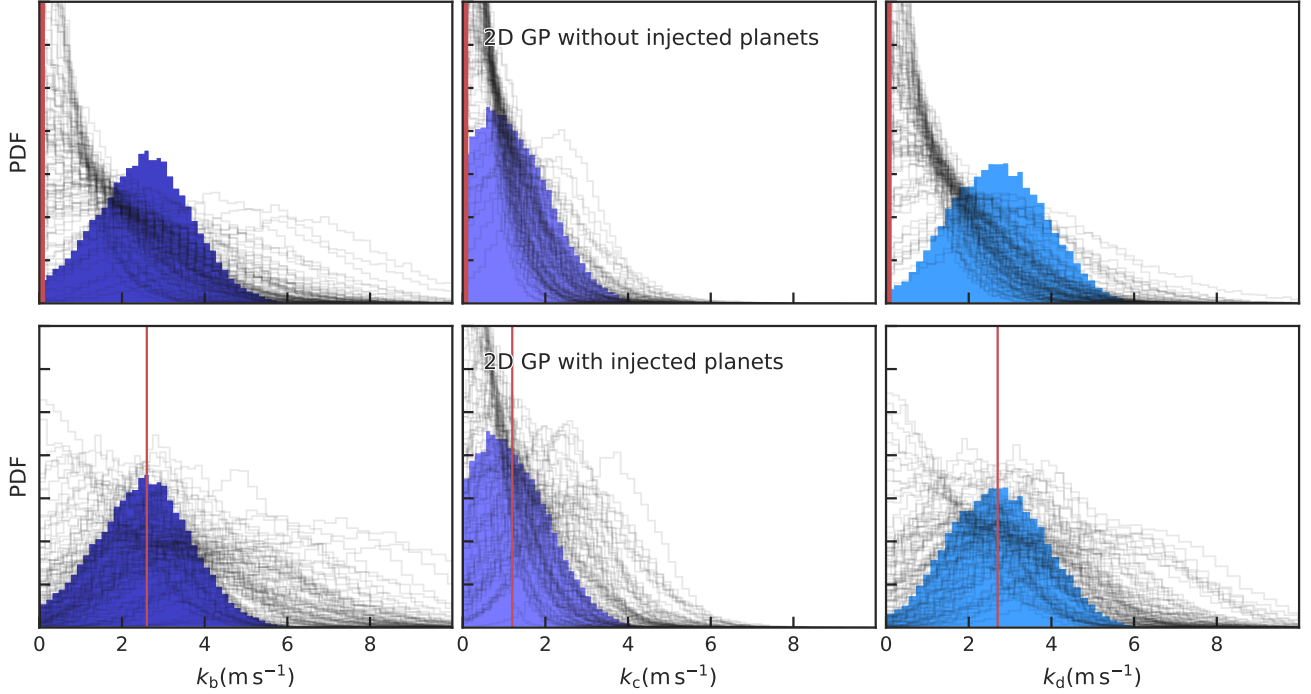 2D GP without injected planets
PDF
2D GP with injected planets
PDF
0 2 4 6 8
2 4 6 8
0 2 4 6 8
k_b(m s⁻¹)
k_c(m s⁻¹)
k_d(m s⁻¹)